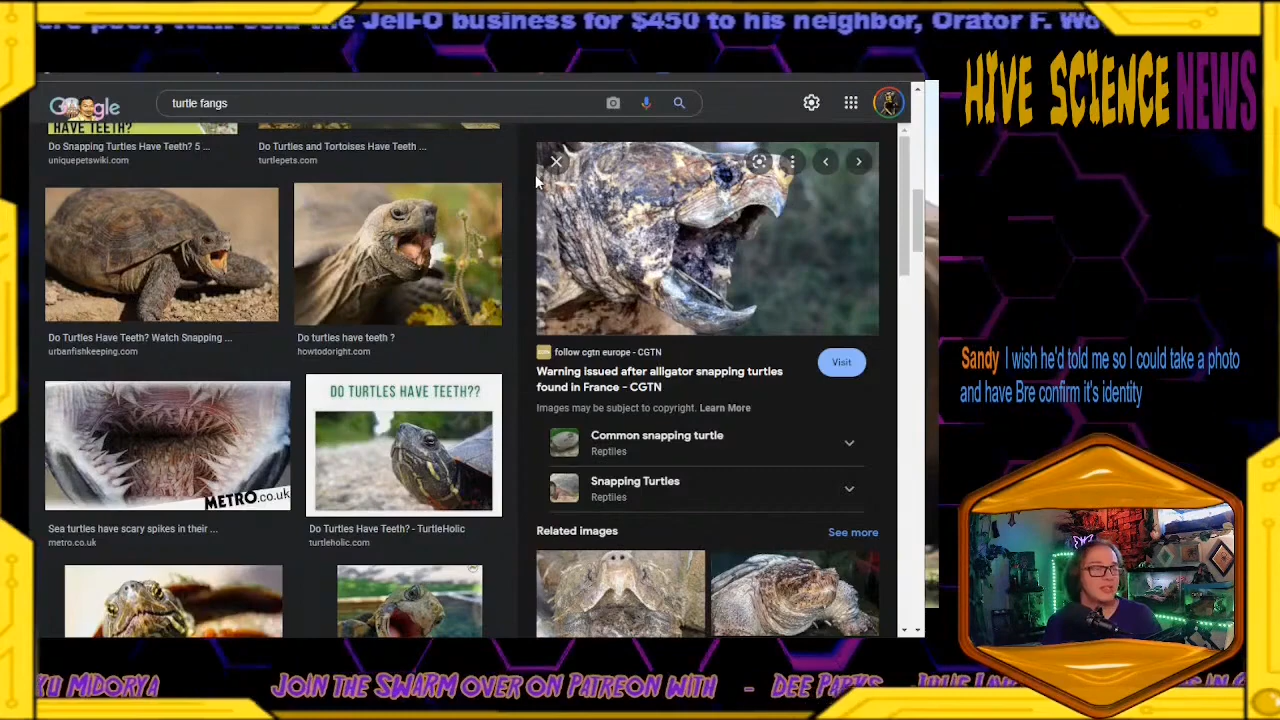 the JellO business for $450 to his neighbor, Orator F. Wo
HIVE SCIENCE NEWS
Google
turtle fangs
HAVE TEETH?
Do Snapping Turtles Have Teeth? 5 ...
uniquepetswiki.com
Do Turtles and Tortoises Have Teeth ...
turtlepets.com
Do Turtles Have Teeth? Watch Snapping ...
urbanfishkeeping.com
Do turtles have teeth ?
howtodoright.com
METRO.co.uk
Sea turtles have scary spikes in their ...
metro.co.uk
DO TURTLES HAVE TEETH??
Do Turtles Have Teeth? - TurtleHolic
turtleholic.com
follow cgtn europe - CGTN
Visit
Warning issued after alligator snapping turtles
found in France - CGTN
Images may be subject to copyright. Learn More
Common snapping turtle
Reptiles
Snapping Turtles
Reptiles
Related images
See more
Sandy I wish he'd told me so I could take a photo
and have Bre confirm it's identity
KU MIDORYA JOIN THE SWARM OVER ON PATREON WITH - DEE PARKS